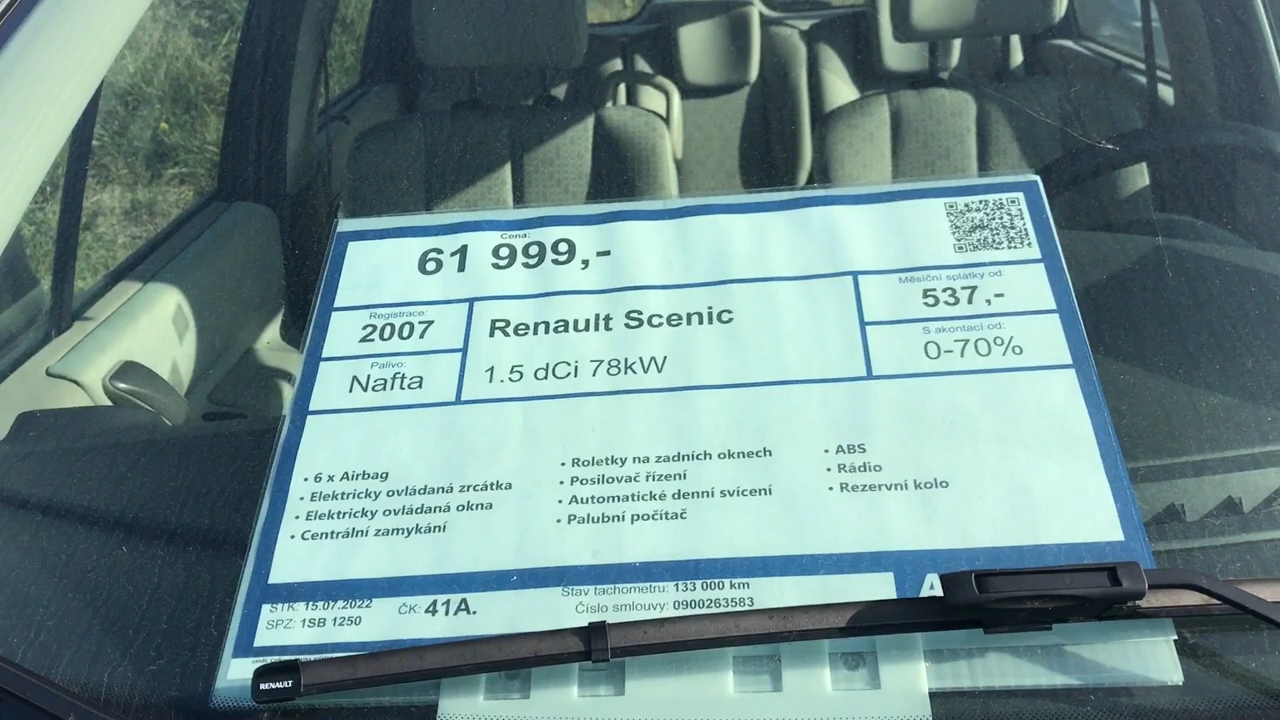 Cena:
61 999,-
Registrace:
2007
Palivo:
Nafta
Renault Scenic
1.5 dCi 78kW
Měsíční splátky od:
537,-
S akontací od:
0-70%
• 6 x Airbag
• Elektricky ovládaná zrcátka
• Elektricky ovládaná okna
• Centrální zamykání
• Roletky na zadních oknech
• Posilovač řízení
• Automatické denní svícení
• Palubní počítač
• ABS
• Rádio
• Rezervní kolo
STK: 15.07.2022
SPZ: 1SB 1250
ČK: 41A.
Stav tachometru: 133 000 km
Číslo smlouvy: 0900263583
RENAULT